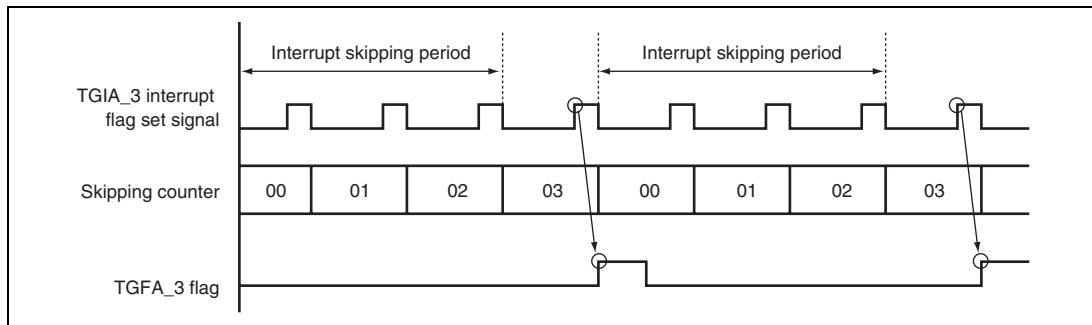 Interrupt skipping period Interrupt skipping period
TGIA_3 interrupt
flag set signal
Skipping counter 00 01 02 03 00 01 02 03
TGFA_3 flag